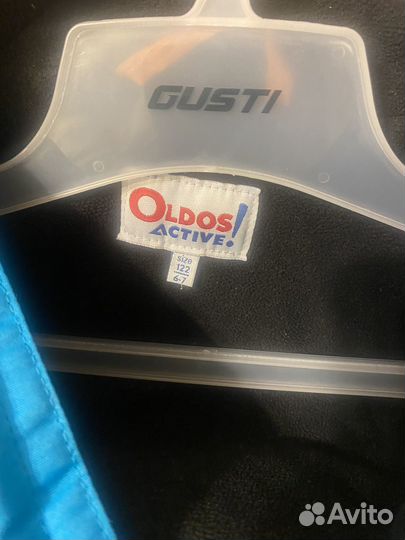 GUSTI
OLDOS
ACTIVE!
SIZE
122
6-7
Avito